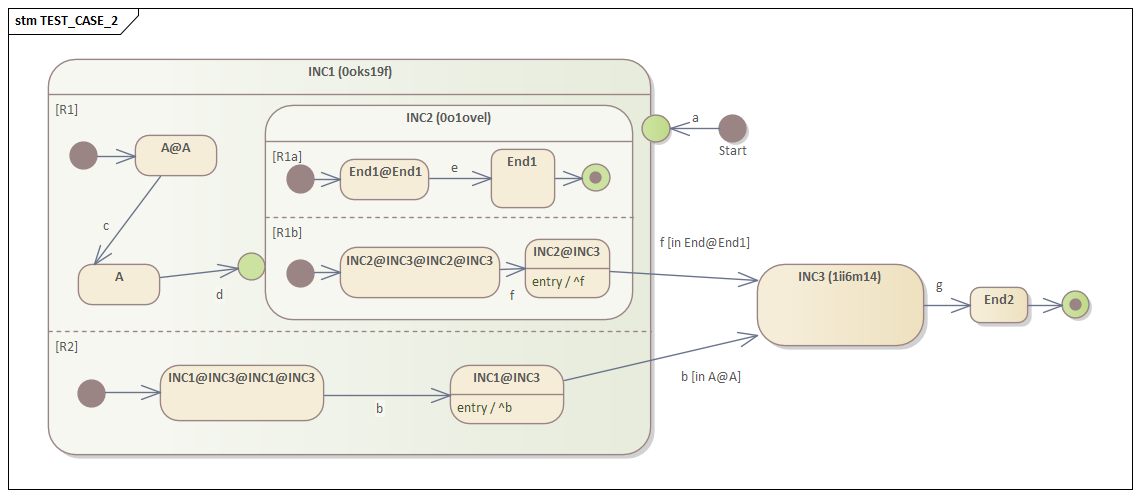 stm TEST_CASE_2
INC1 (0oks19f)
[R1]
A@A
INC2 (0o1ovel)
a
Start
[R1a]
End1@End1
e
End1
c
[R1b]
INC2@INC3@INC2@INC3
f
INC2@INC3
entry / ^f
f [in End@End1]
A
d
INC3 (1ii6m14)
g
End2
[R2]
INC1@INC3@INC1@INC3
b
INC1@INC3
entry / ^b
b [in A@A]